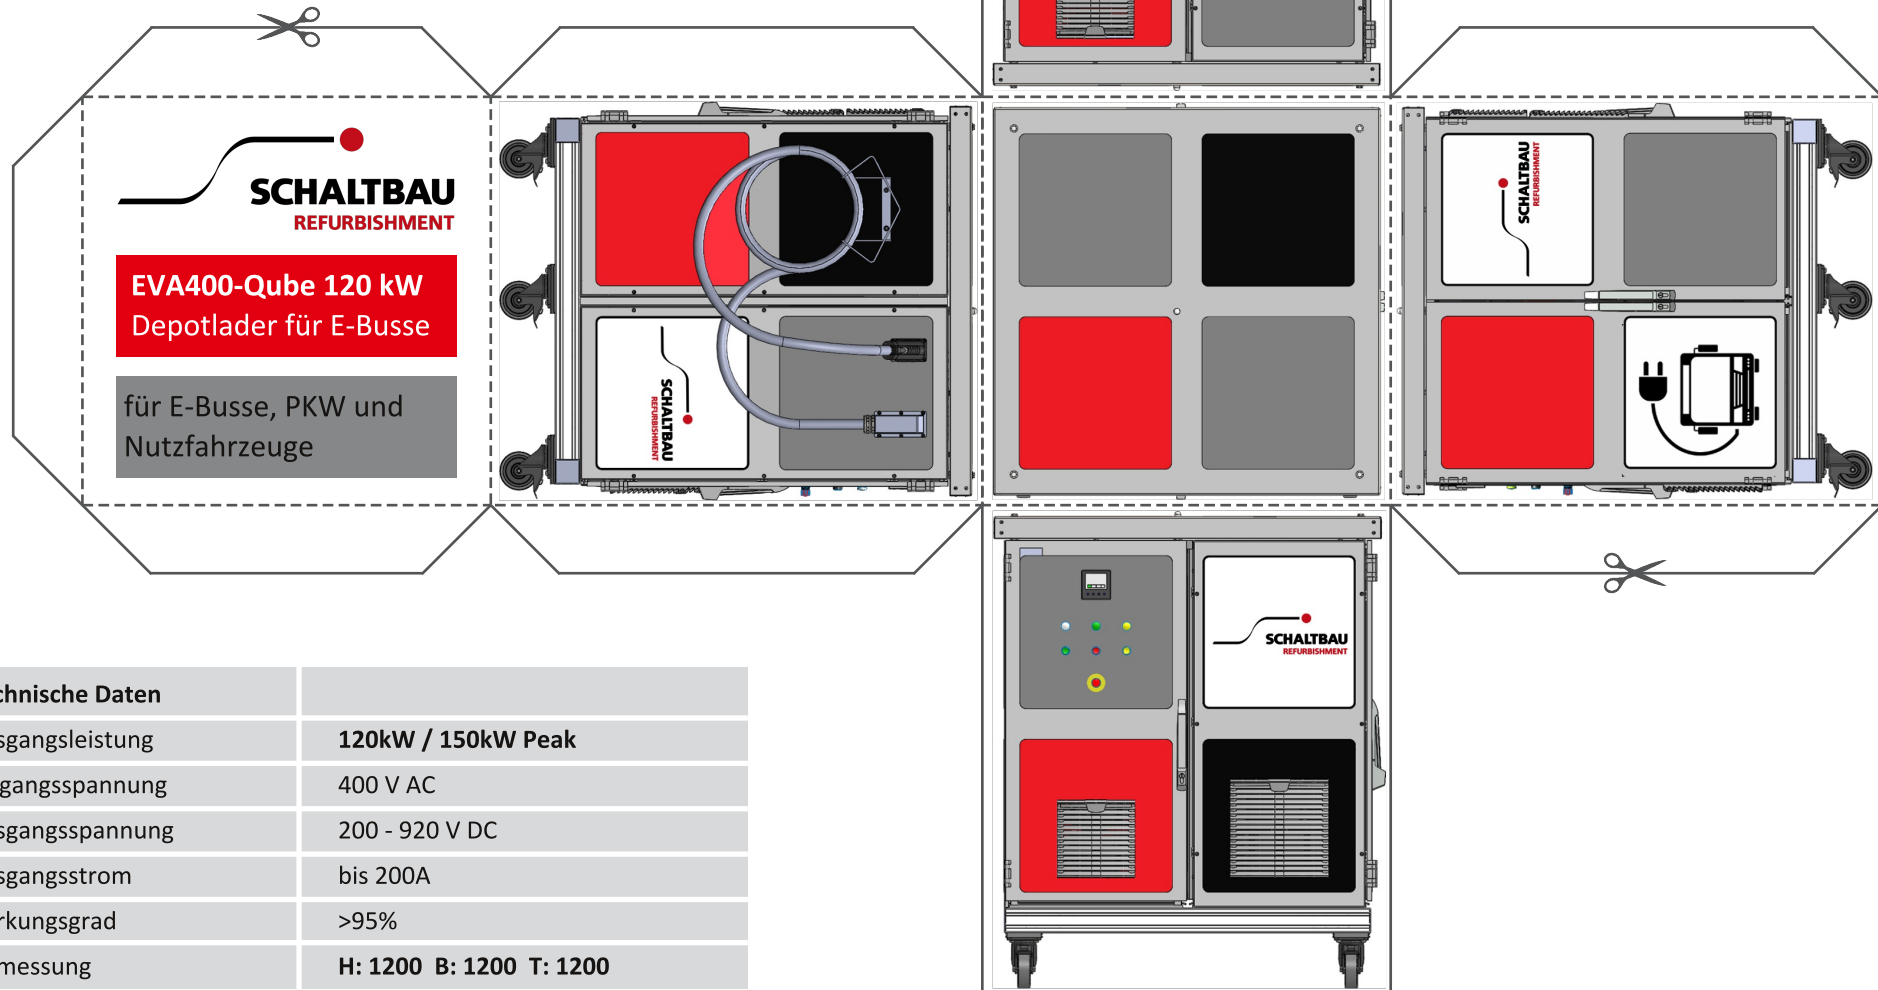 SCHALTBAU
REFURBISHMENT
EVA400-Qube 120 kW
Depotlader für E-Busse
für E-Busse, PKW und
Nutzfahrzeuge
SCHALTBAU
REFURBISHMENT
SCHALTBAU
REFURBISHMENT
SCHALTBAU
REFURBISHMENT
chnische Daten
sgangsleistung 120kW / 150kW Peak
gangsspannung 400 V AC
sgangsspannung 200 - 920 V DC
sgangsstrom bis 200A
rkungsgrad >95%
messung H: 1200 B: 1200 T: 1200